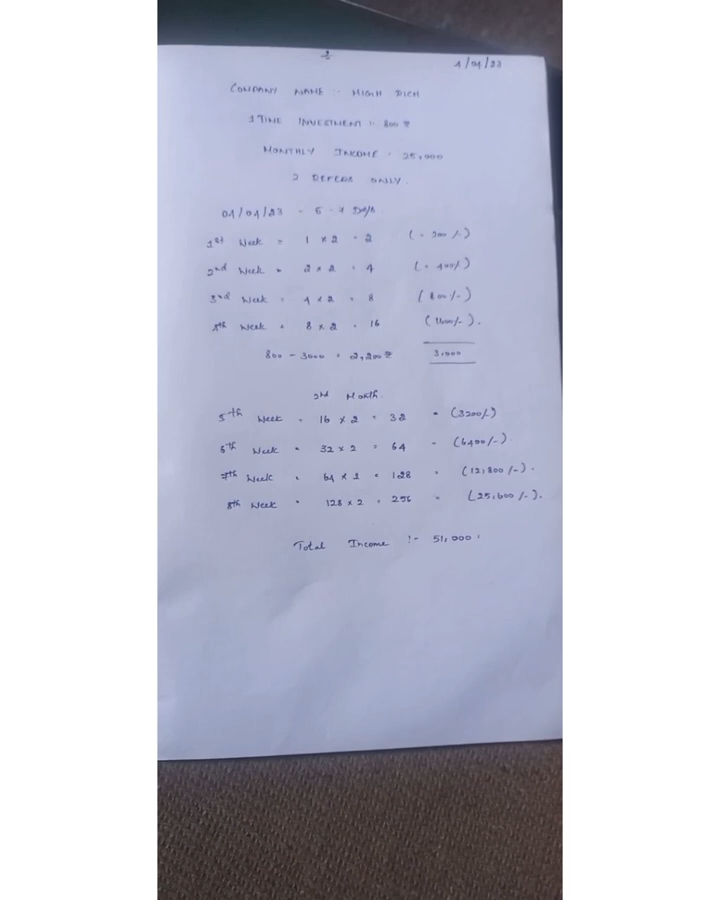 1/04/23
COMPANY NAME :- HIGH RICH
1 TIME INVESTMENT :- 800 ₹
MONTHLY INCOME : 25,000
2 REFERS ONLY.
01/04/23 - 6 - 7 Days
1st Week = 1 x 2 = 2 (= 200/-)
2nd Week = 2 x 2 = 4 (= 400/-)
3rd Week = 4 x 2 = 8 (800/-)
4th Week = 8 x 2 = 16 (1600/-).
800 - 3000 = 2,200 ₹ 3,000
2nd Month
5th Week = 16 x 2 = 32 = (3200/-)
6th Week = 32 x 2 = 64 = (6400/-).
7th Week = 64 x 2 = 128 = (12,800/-).
8th Week = 128 x 2 = 256 = (25,600/-).
Total Income :- 51,000